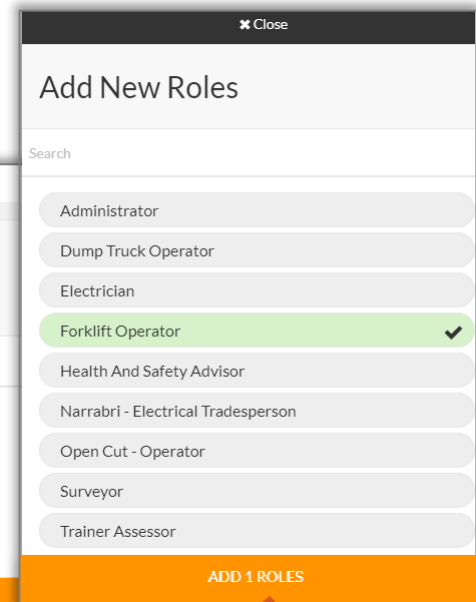 ✖ Close
Add New Roles
Search
Administrator
Dump Truck Operator
Electrician
Forklift Operator
Health And Safety Advisor
Narrabri - Electrical Tradesperson
Open Cut - Operator
Surveyor
Trainer Assessor
ADD 1 ROLES